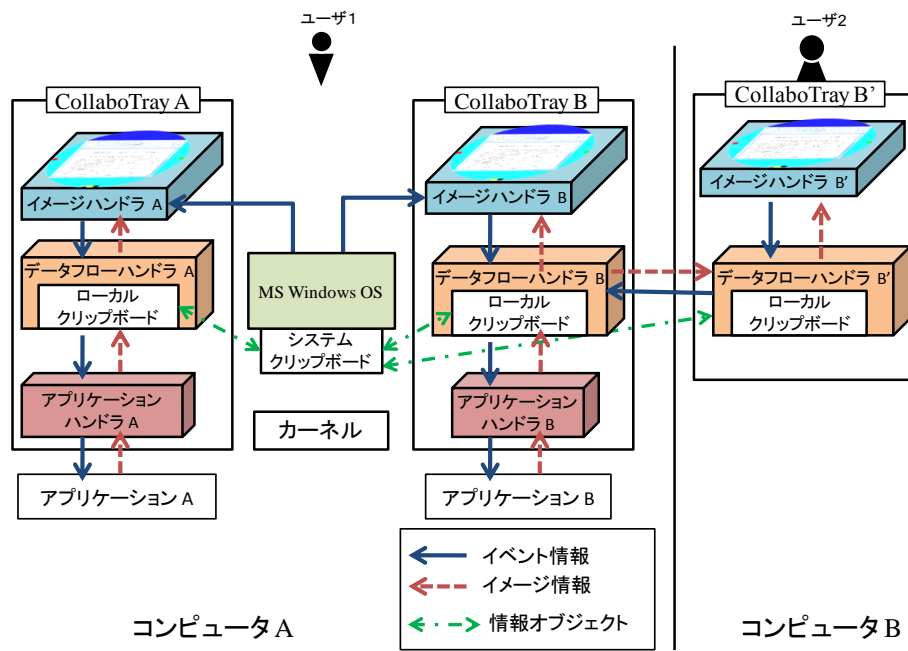 ユーザ1
ユーザ2
CollaboTray A
CollaboTray B
CollaboTray B’
イメージハンドラ A
イメージハンドラ B
イメージハンドラ B’
データフローハンドラ A
ローカル
クリップボード
MS Windows OS
システム
クリップボード
データフローハンドラ B
ローカル
クリップボード
データフローハンドラ B’
ローカル
クリップボード
アプリケーション
ハンドラ A
カーネル
アプリケーション
ハンドラ B
アプリケーション A
アプリケーション B
イベント情報
イメージ情報
情報オブジェクト
コンピュータ A
コンピュータ B